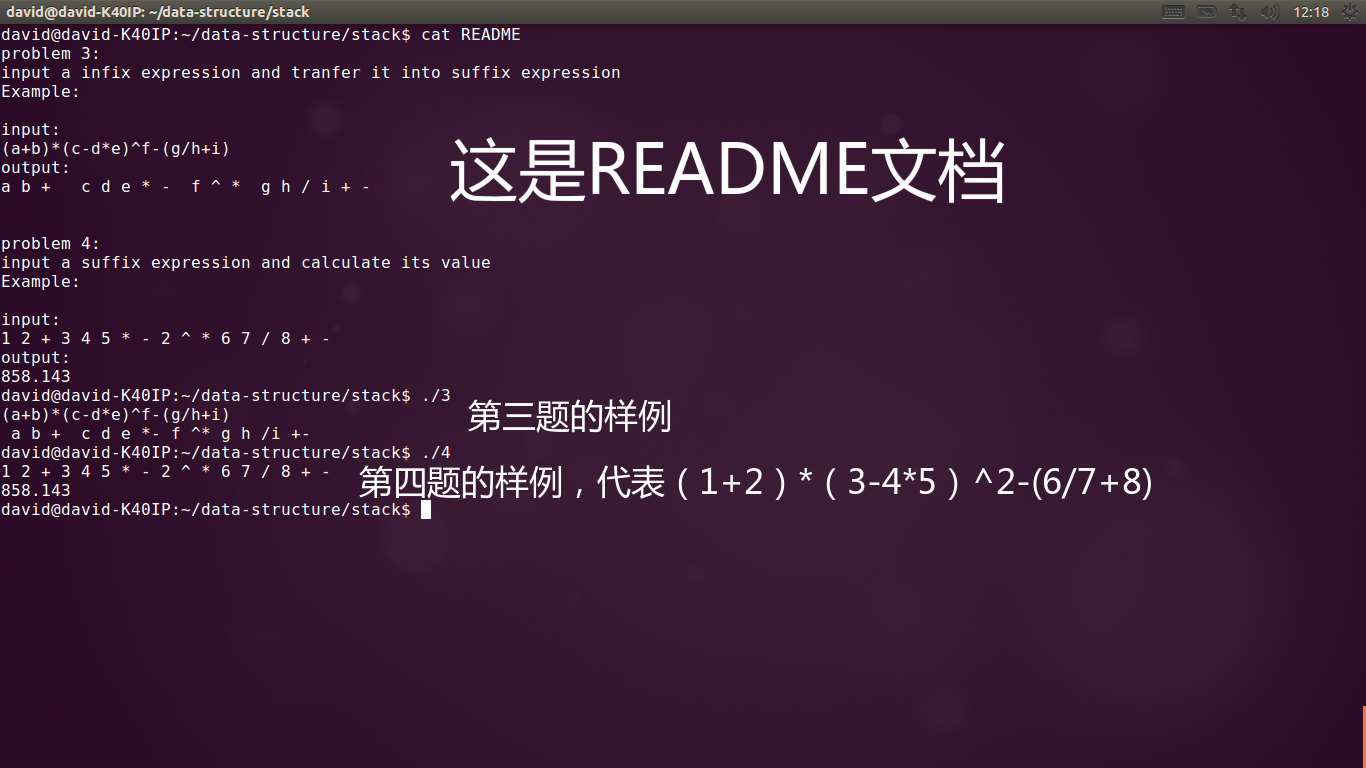 david@david-K40IP: ~/data-structure/stack
12:18
david@david-K40IP:~/data-structure/stack$ cat README
problem 3:
input a infix expression and tranfer it into suffix expression
Example:
input:
(a+b)*(c-d*e)^f-(g/h+i)
output:
a b +   c d e * -  f ^ *  g h / i + -
这是README文档
problem 4:
input a suffix expression and calculate its value
Example:
input:
1 2 + 3 4 5 * - 2 ^ * 6 7 / 8 + -
output:
858.143
david@david-K40IP:~/data-structure/stack$ ./3
(a+b)*(c-d*e)^f-(g/h+i)
第三题的样例
 a b +  c d e *- f ^* g h /i +-
david@david-K40IP:~/data-structure/stack$ ./4
1 2 + 3 4 5 * - 2 ^ * 6 7 / 8 + -
第四题的样例，代表（1+2）*（3-4*5）^2-(6/7+8)
858.143
david@david-K40IP:~/data-structure/stack$